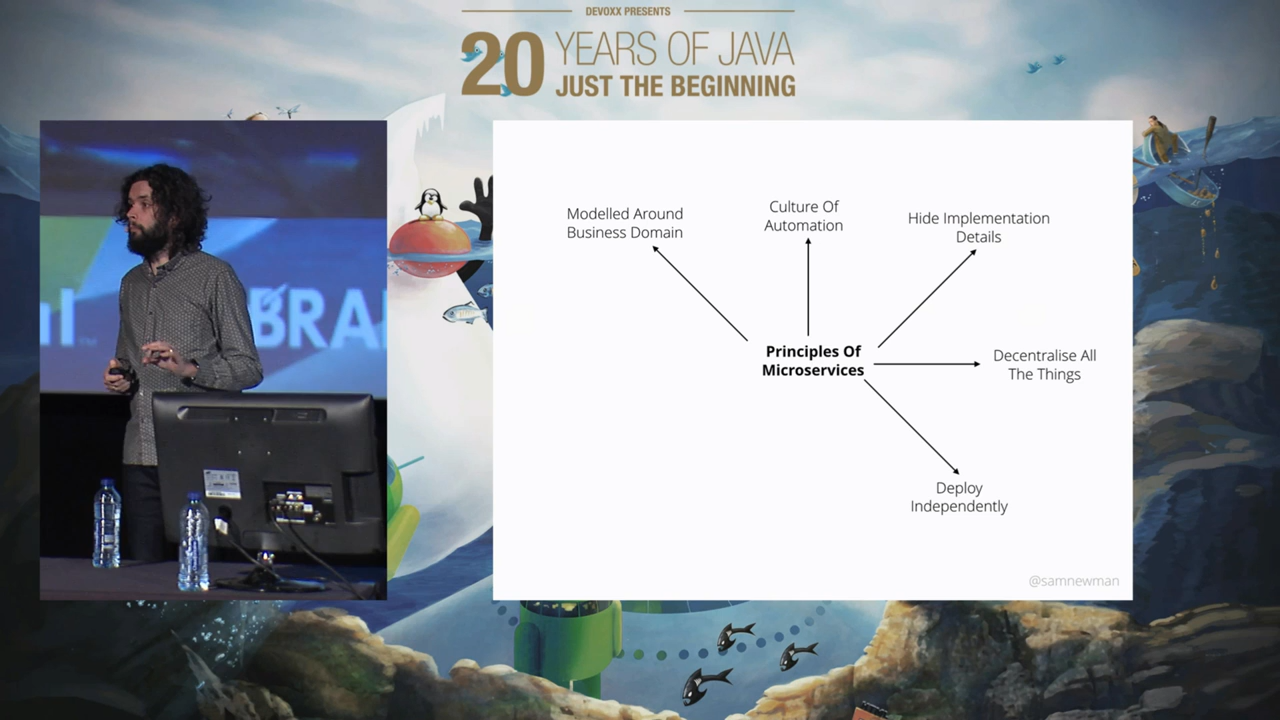 DEVOXX PRESENTS
20 YEARS OF JAVA
JUST THE BEGINNING
Modelled Around
Business Domain
Culture Of
Automation
Hide Implementation
Details
Principles Of
Microservices
Decentralise All
The Things
Deploy
Independently
@samnewman